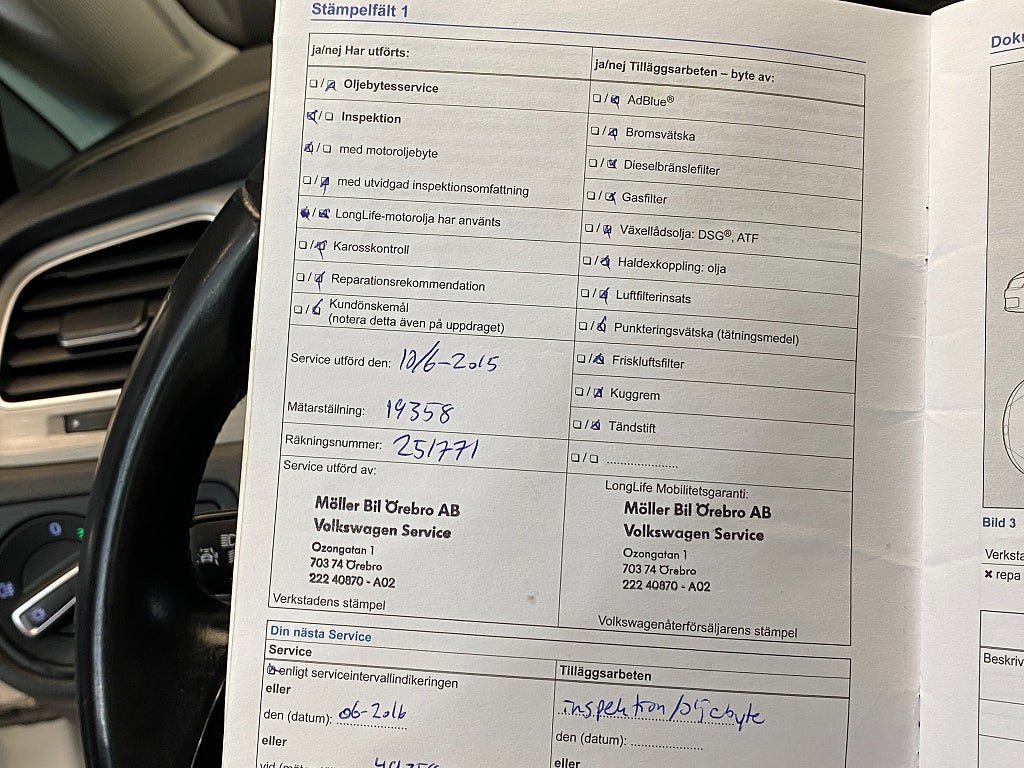 Stämpelfält 1
ja/nej Har utförts:
☐/☑ Oljebytesservice
☑/☐ Inspektion
☑/☐ med motoroljebyte
☐/☑ med utvidgad inspektionsomfattning
☑/☑ LongLife-motorolja har använts
☐/☑ Karosskontroll
☐/☑ Reparationsrekommendation
☐/☑ Kundönskemål
(notera detta även på uppdraget)
Service utförd den: 10/6-2015
Mätarställning: 19358
Räkningsnummer: 251771
Service utförd av:
Möller Bil Örebro AB
Volkswagen Service
Ozongatan 1
703 74 Örebro
222 40870 - A02
Verkstadens stämpel
ja/nej Tilläggsarbeten – byte av:
☐/☑ AdBlue®
☐/☑ Bromsvätska
☐/☑ Dieselbränslefilter
☐/☑ Gasfilter
☐/☑ Växellådsolja: DSG®, ATF
☐/☑ Haldexkoppling: olja
☐/☑ Luftfilterinsats
☐/☑ Punkteringsvätska (tätningsmedel)
☐/☑ Friskluftsfilter
☐/☑ Kuggrem
☐/☑ Tändstift
☐/☐ ....................
LongLife Mobilitetsgaranti:
Möller Bil Örebro AB
Volkswagen Service
Ozongatan 1
703 74 Örebro
222 40870 - A02
Volkswagenåterförsäljarens stämpel
Din nästa Service
Service
☑ enligt serviceintervallindikeringen
eller
den (datum): 06-2016
eller
Tilläggsarbeten
inspektion/oljebyte
den (datum): ....................
eller
Bild 3
✖ repa